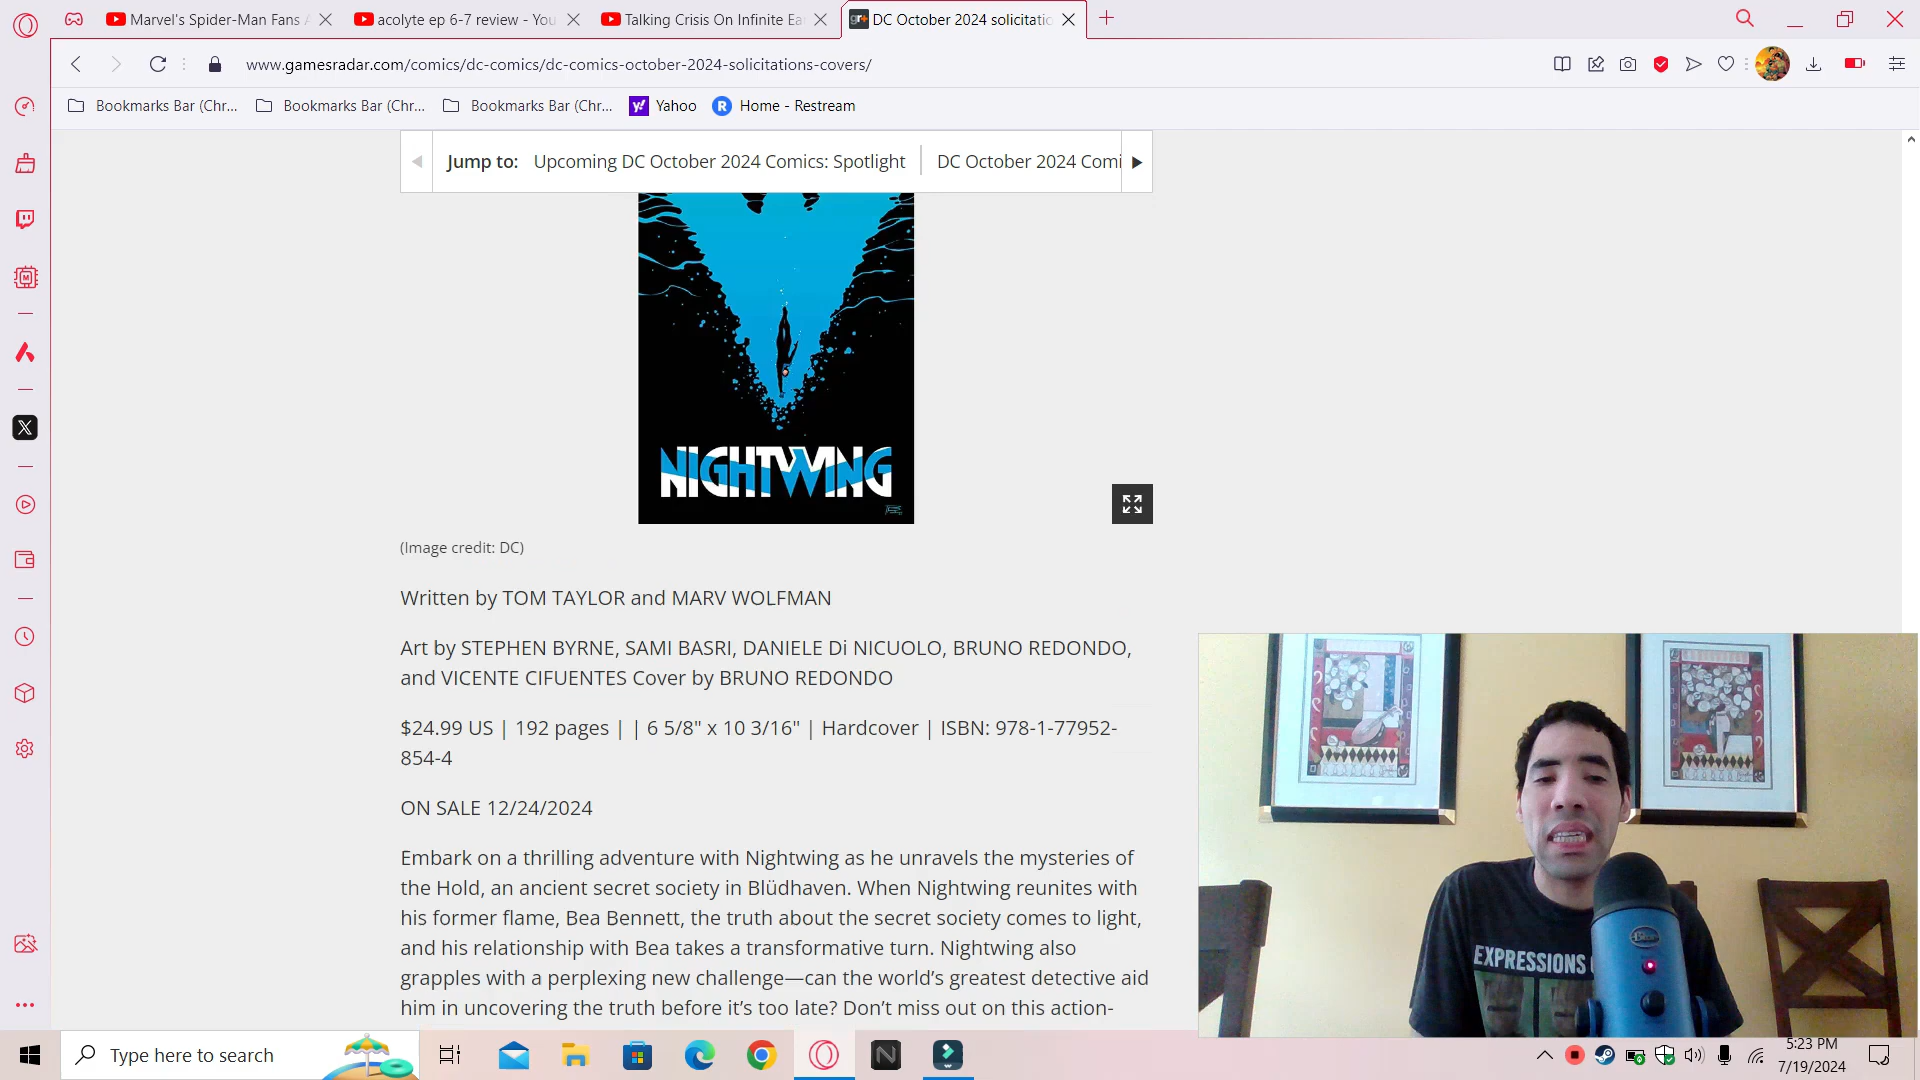 Marvel's Spider-Man Fans
acolyte ep 6-7 review - You
Talking Crisis On Infinite Ea
DC October 2024 solicitatio
www.gamesradar.com/comics/dc-comics/dc-comics-october-2024-solicitations-covers/
Bookmarks Bar (Chr...
Bookmarks Bar (Chr...
Bookmarks Bar (Chr...
Yahoo
Home - Restream
Jump to:
Upcoming DC October 2024 Comics: Spotlight
DC October 2024 Comi
NIGHTWING
(Image credit: DC)
Written by TOM TAYLOR and MARV WOLFMAN
Art by STEPHEN BYRNE, SAMI BASRI, DANIELE Di NICUOLO, BRUNO REDONDO,
and VICENTE CIFUENTES Cover by BRUNO REDONDO
$24.99 US | 192 pages | | 6 5/8" x 10 3/16" | Hardcover | ISBN: 978-1-77952-
854-4
ON SALE 12/24/2024
Embark on a thrilling adventure with Nightwing as he unravels the mysteries of
the Hold, an ancient secret society in Blüdhaven. When Nightwing reunites with
his former flame, Bea Bennett, the truth about the secret society comes to light,
and his relationship with Bea takes a transformative turn. Nightwing also
grapples with a perplexing new challenge—can the world's greatest detective aid
him in uncovering the truth before it's too late? Don't miss out on this action-
EXPRESSIONS
Type here to search
5:23 PM
7/19/2024